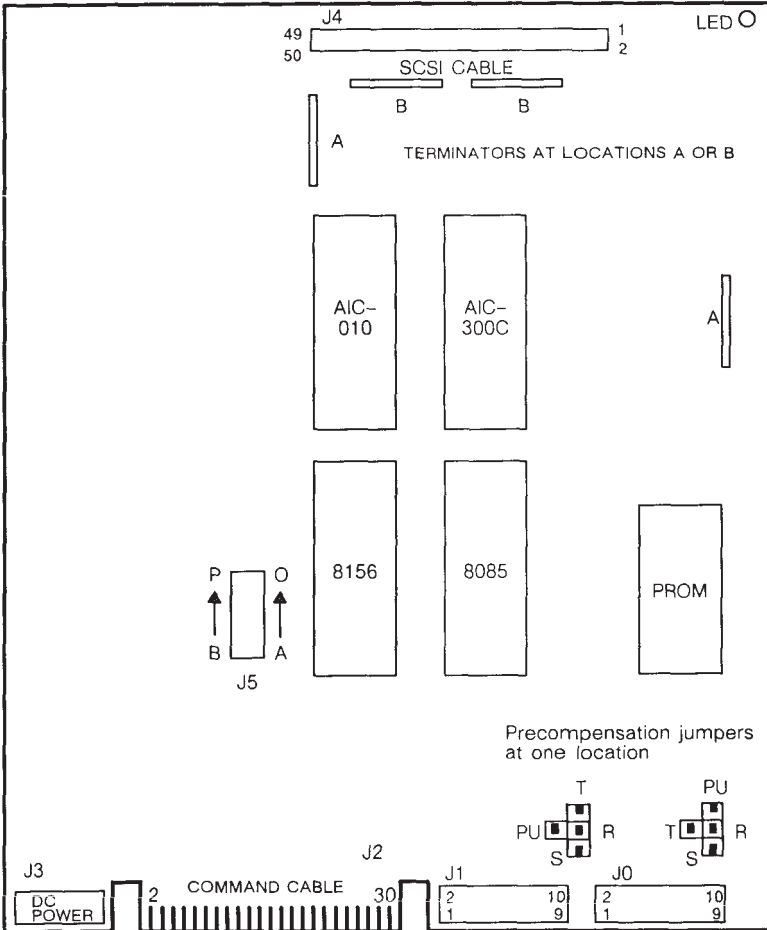 J4
LED
49 1
50 2
SCSI CABLE
B B
A
TERMINATORS AT LOCATIONS A OR B
AIC-
010
AIC-
300C
A
P O
B A
J5
8156
8085
PROM
Precompensation jumpers
at one location
T
PU R
S
PU
T R
S
J3
DC
POWER
J2
2 COMMAND CABLE 30
J1
2 10
1 9
J0
2 10
1 9